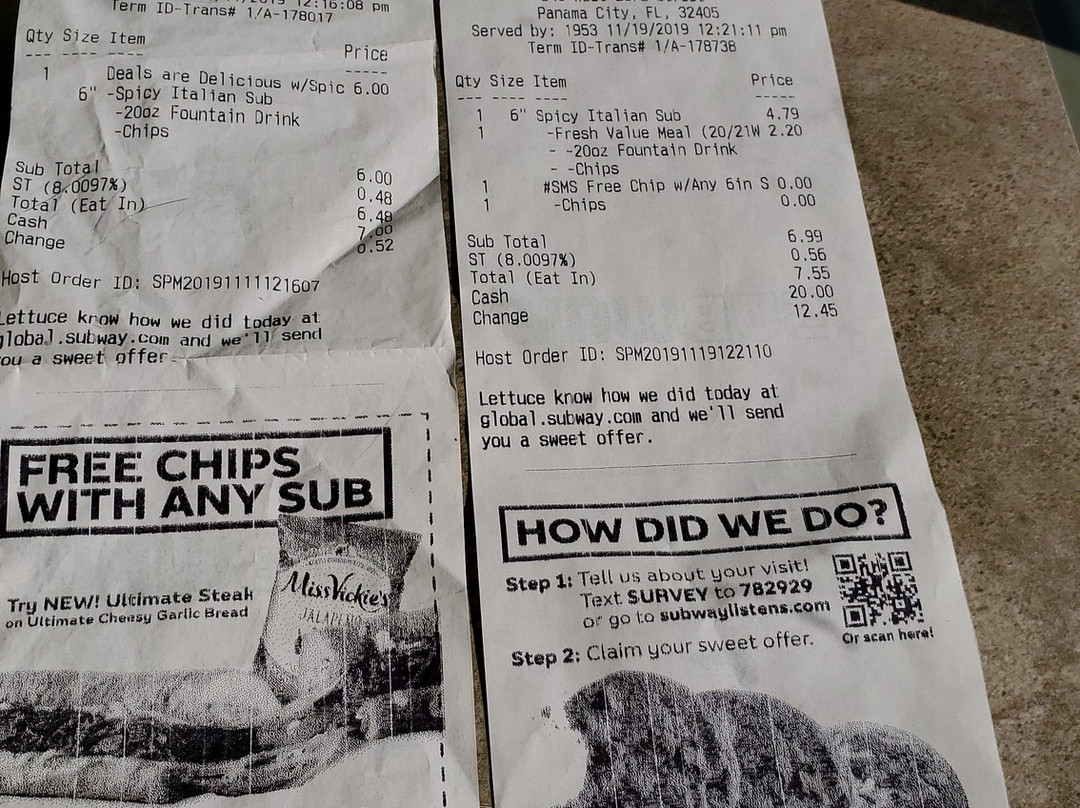 12:16:08 pm
Term ID-Trans# 1/A-178017
Qty Size Item
Price
1 Deals are Delicious w/Spic 6.00
6" -Spicy Italian Sub
-20oz Fountain Drink
-Chips
Sub Total 6.00
ST (8.0097%) 0.48
Total (Eat In) 6.48
Cash 7.00
Change 0.52
Host Order ID: SPM20191111121607
Lettuce know how we did today at
global.subway.com and we'll send
you a sweet offer.
FREE CHIPS
WITH ANY SUB
Try NEW! Ultimate Steak
on Ultimate Cheesy Garlic Bread
Miss Vickie's
JALAPEÑO
Panama City, FL, 32405
Served by: 1953 11/19/2019 12:21:11 pm
Term ID-Trans# 1/A-178738
Qty Size Item Price
1 6" Spicy Italian Sub 4.79
1 -Fresh Value Meal (20/21W 2.20
- -20oz Fountain Drink
- -Chips
1 #SMS Free Chip w/Any 6in S 0.00
1 -Chips 0.00
Sub Total 6.99
ST (8.0097%) 0.56
Total (Eat In) 7.55
Cash 20.00
Change 12.45
Host Order ID: SPM20191119122110
Lettuce know how we did today at
global.subway.com and we'll send
you a sweet offer.
HOW DID WE DO?
Step 1: Tell us about your visit!
Text SURVEY to 782929
or go to subwaylistens.com
Or scan here!
Step 2: Claim your sweet offer.